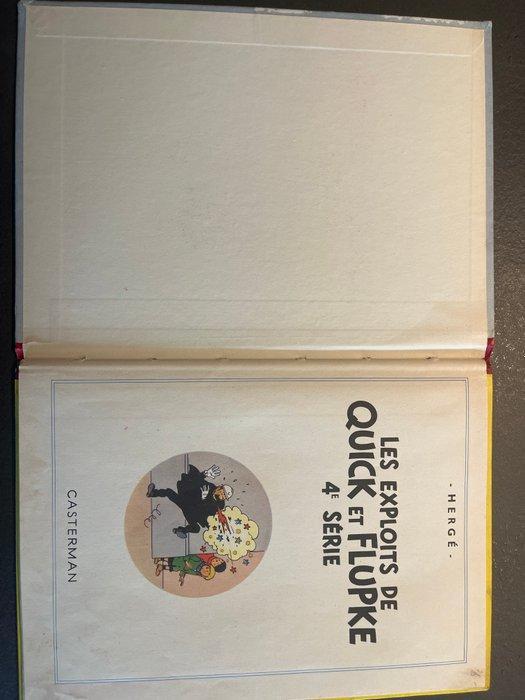 - HERGÉ -
LES EXPLOITS DE
QUICK ET FLUPKE
4E SÉRIE
CASTERMAN